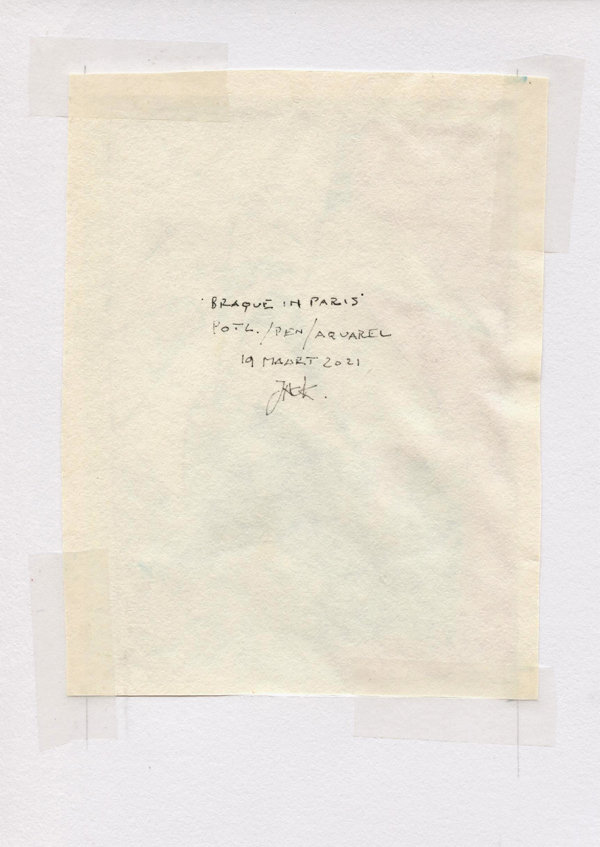 'BRAQUE IN PARIS'
POTL. / PEN / AQUAREL
19 MAART 2021
JACK.